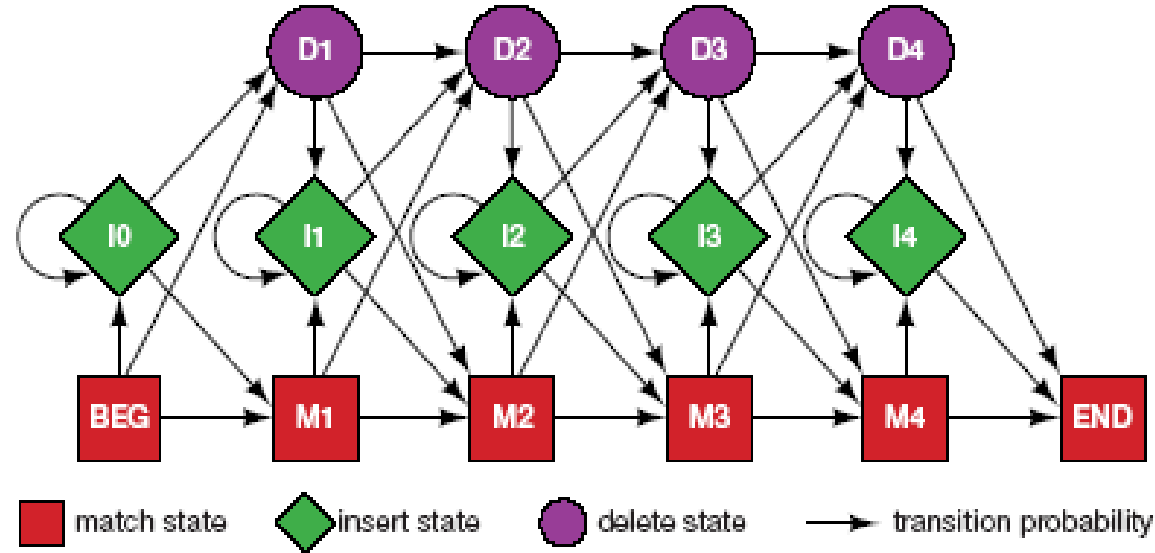 D1 D2 D3 D4
I0 I1 I2 I3 I4
BEG M1 M2 M3 M4 END
match state insert state delete state transition probability